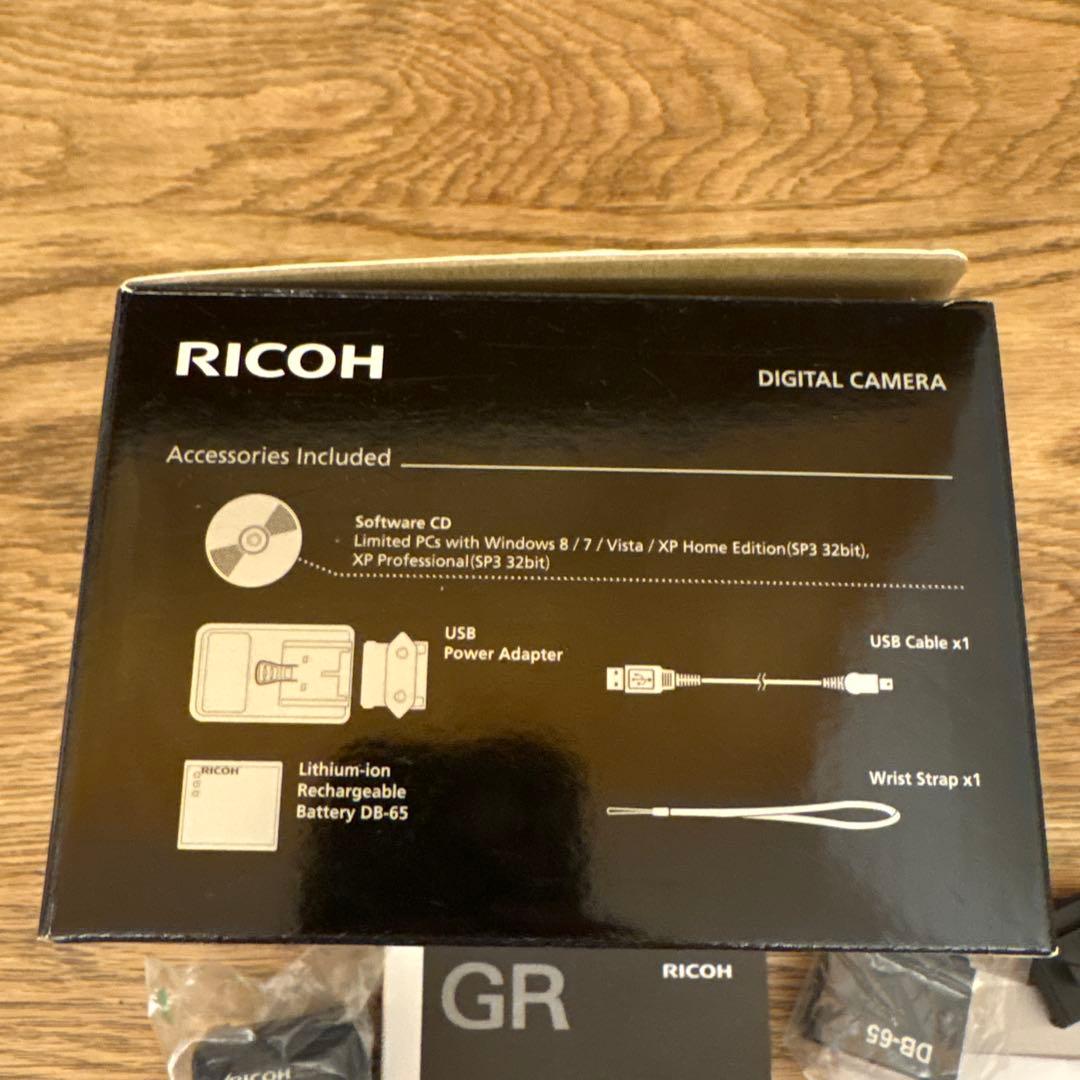 RICOH
DIGITAL CAMERA
Accessories Included
Software CD
Limited PCs with Windows 8 / 7 / Vista / XP Home Edition(SP3 32bit),
XP Professional(SP3 32bit)
USB
Power Adapter
USB Cable x1
RICOH
Lithium-ion
Rechargeable
Battery DB-65
Wrist Strap x1
GR
RICOH
DB-65
RICOH